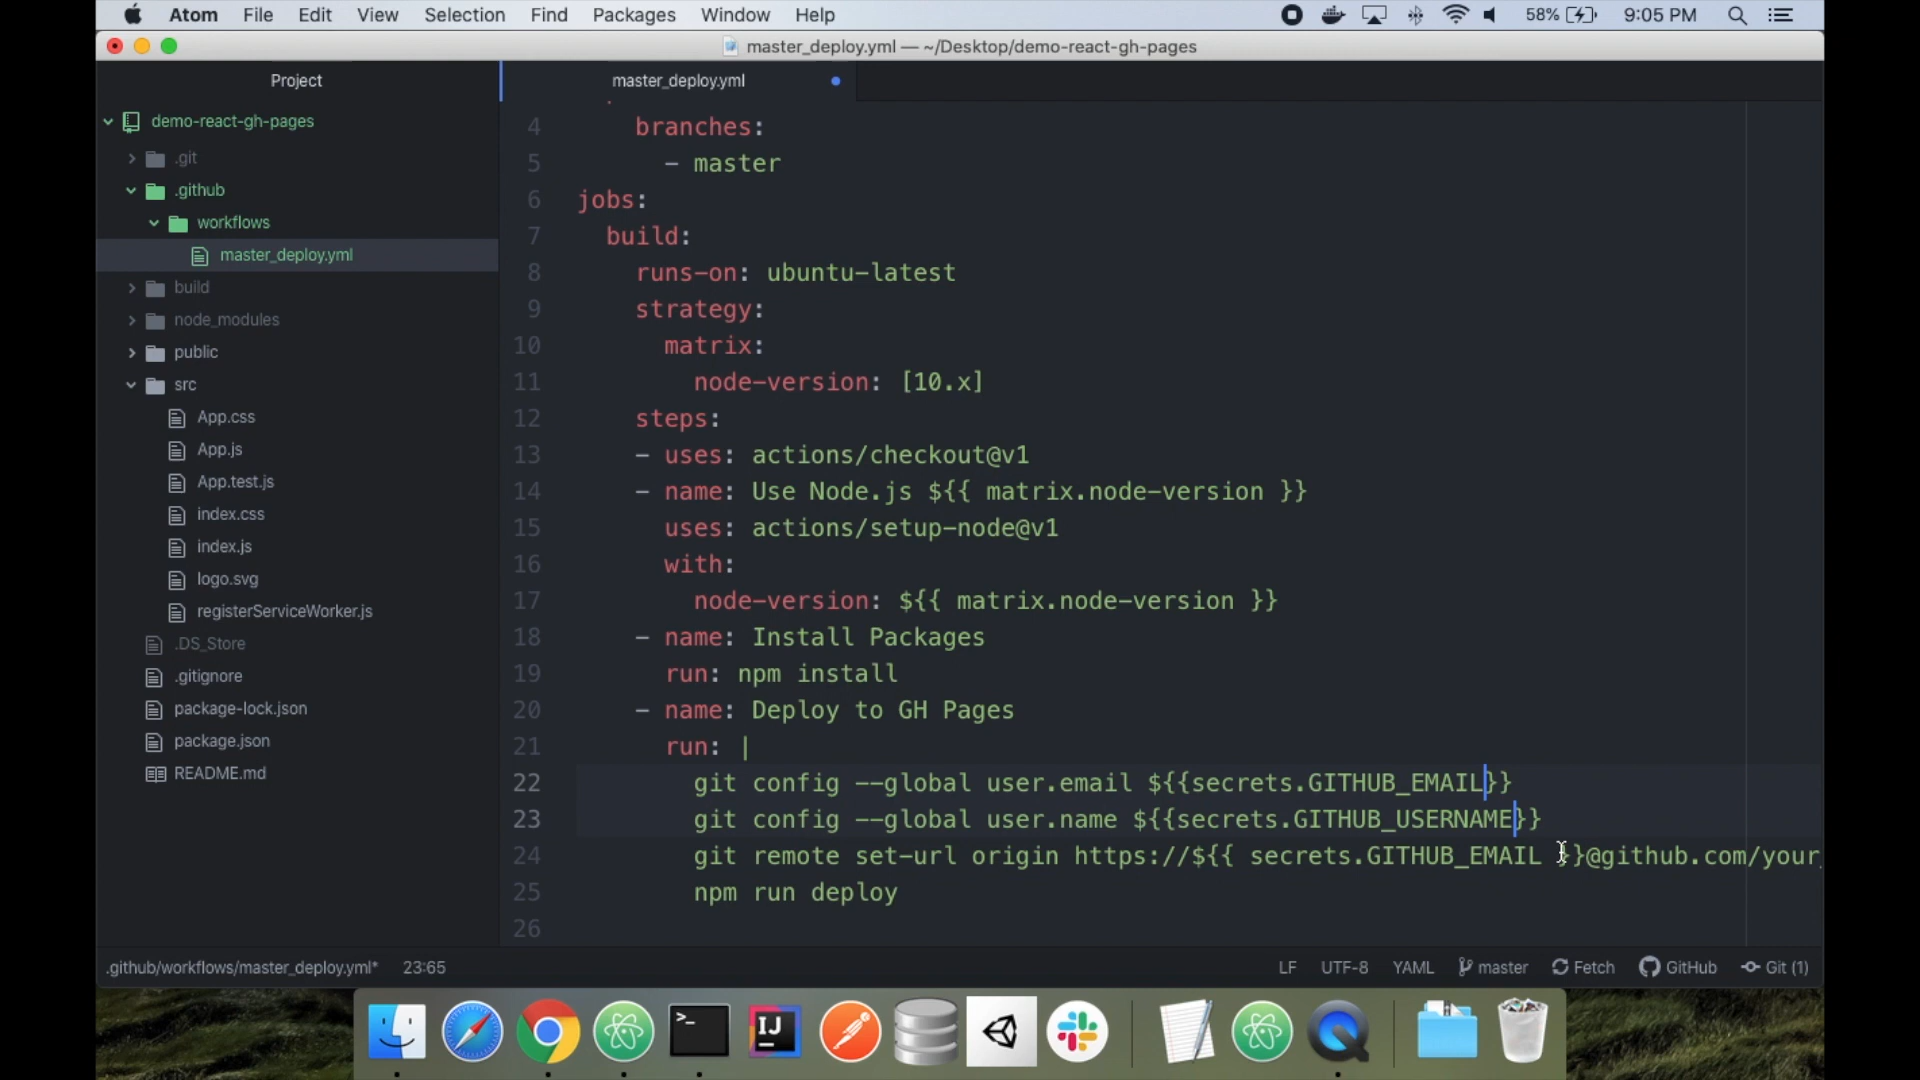 Atom File Edit View Selection Find Packages Window Help 58% 9:05 PM
master_deploy.yml — ~/Desktop/demo-react-gh-pages
Project
demo-react-gh-pages
.git
.github
workflows
master_deploy.yml
build
node_modules
public
src
App.css
App.js
App.test.js
index.css
index.js
logo.svg
registerServiceWorker.js
.DS_Store
.gitignore
package-lock.json
package.json
README.md
master_deploy.yml
4 branches:
5 - master
6 jobs:
7 build:
8 runs-on: ubuntu-latest
9 strategy:
10 matrix:
11 node-version: [10.x]
12 steps:
13 - uses: actions/checkout@v1
14 - name: Use Node.js ${{ matrix.node-version }}
15 uses: actions/setup-node@v1
16 with:
17 node-version: ${{ matrix.node-version }}
18 - name: Install Packages
19 run: npm install
20 - name: Deploy to GH Pages
21 run: |
22 git config --global user.email ${{secrets.GITHUB_EMAIL}}
23 git config --global user.name ${{secrets.GITHUB_USERNAME}}
24 git remote set-url origin https://${{ secrets.GITHUB_EMAIL }}@github.com/your_
25 npm run deploy
26
.github/workflows/master_deploy.yml* 23:65 LF UTF-8 YAML master Fetch GitHub Git (1)
>_ IJ